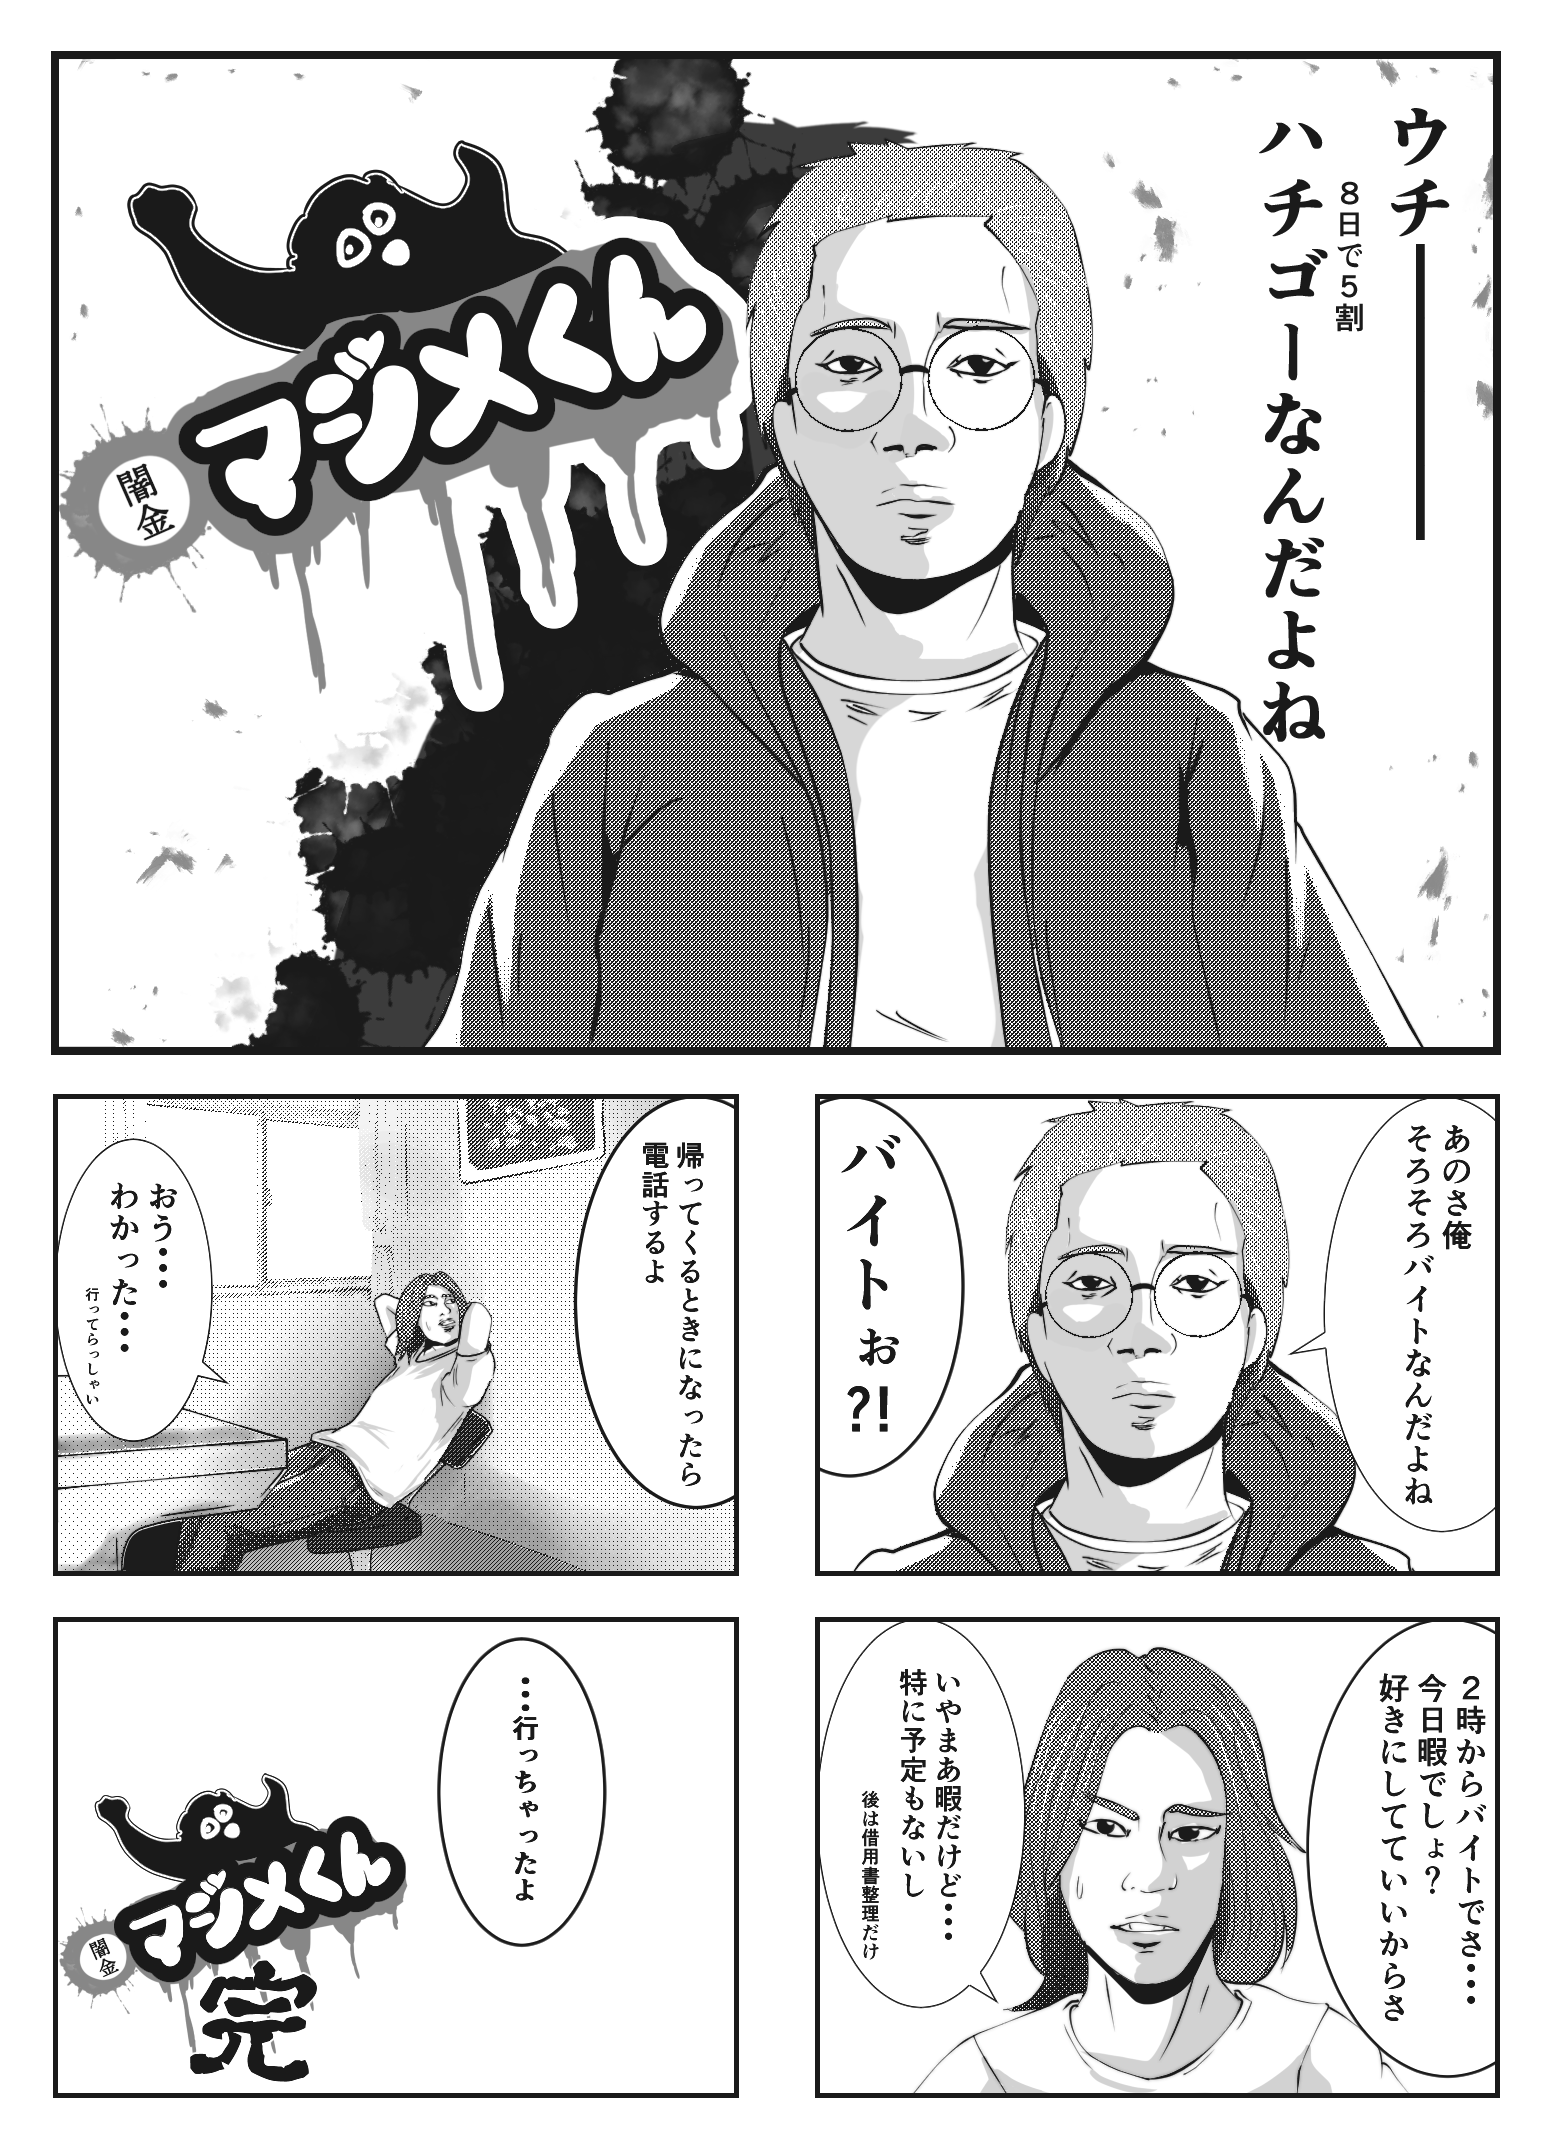 ウチ――――
8日で5割
ハチゴーなんだよね
闇金
マジメくん
あのさ俺
そろそろバイトなんだよね
バイトぉ?!
帰ってくるときになったら
電話するよ
おう・・・
わかった・・・
行ってらっしゃい
2時からバイトでさ・・・
今日暇でしょ?
好きにしてていいからさ
いやまあ暇だけど・・・
特に予定もないし
後は借用書整理だけ
・・・行っちゃったよ
闇金
マジメくん
完